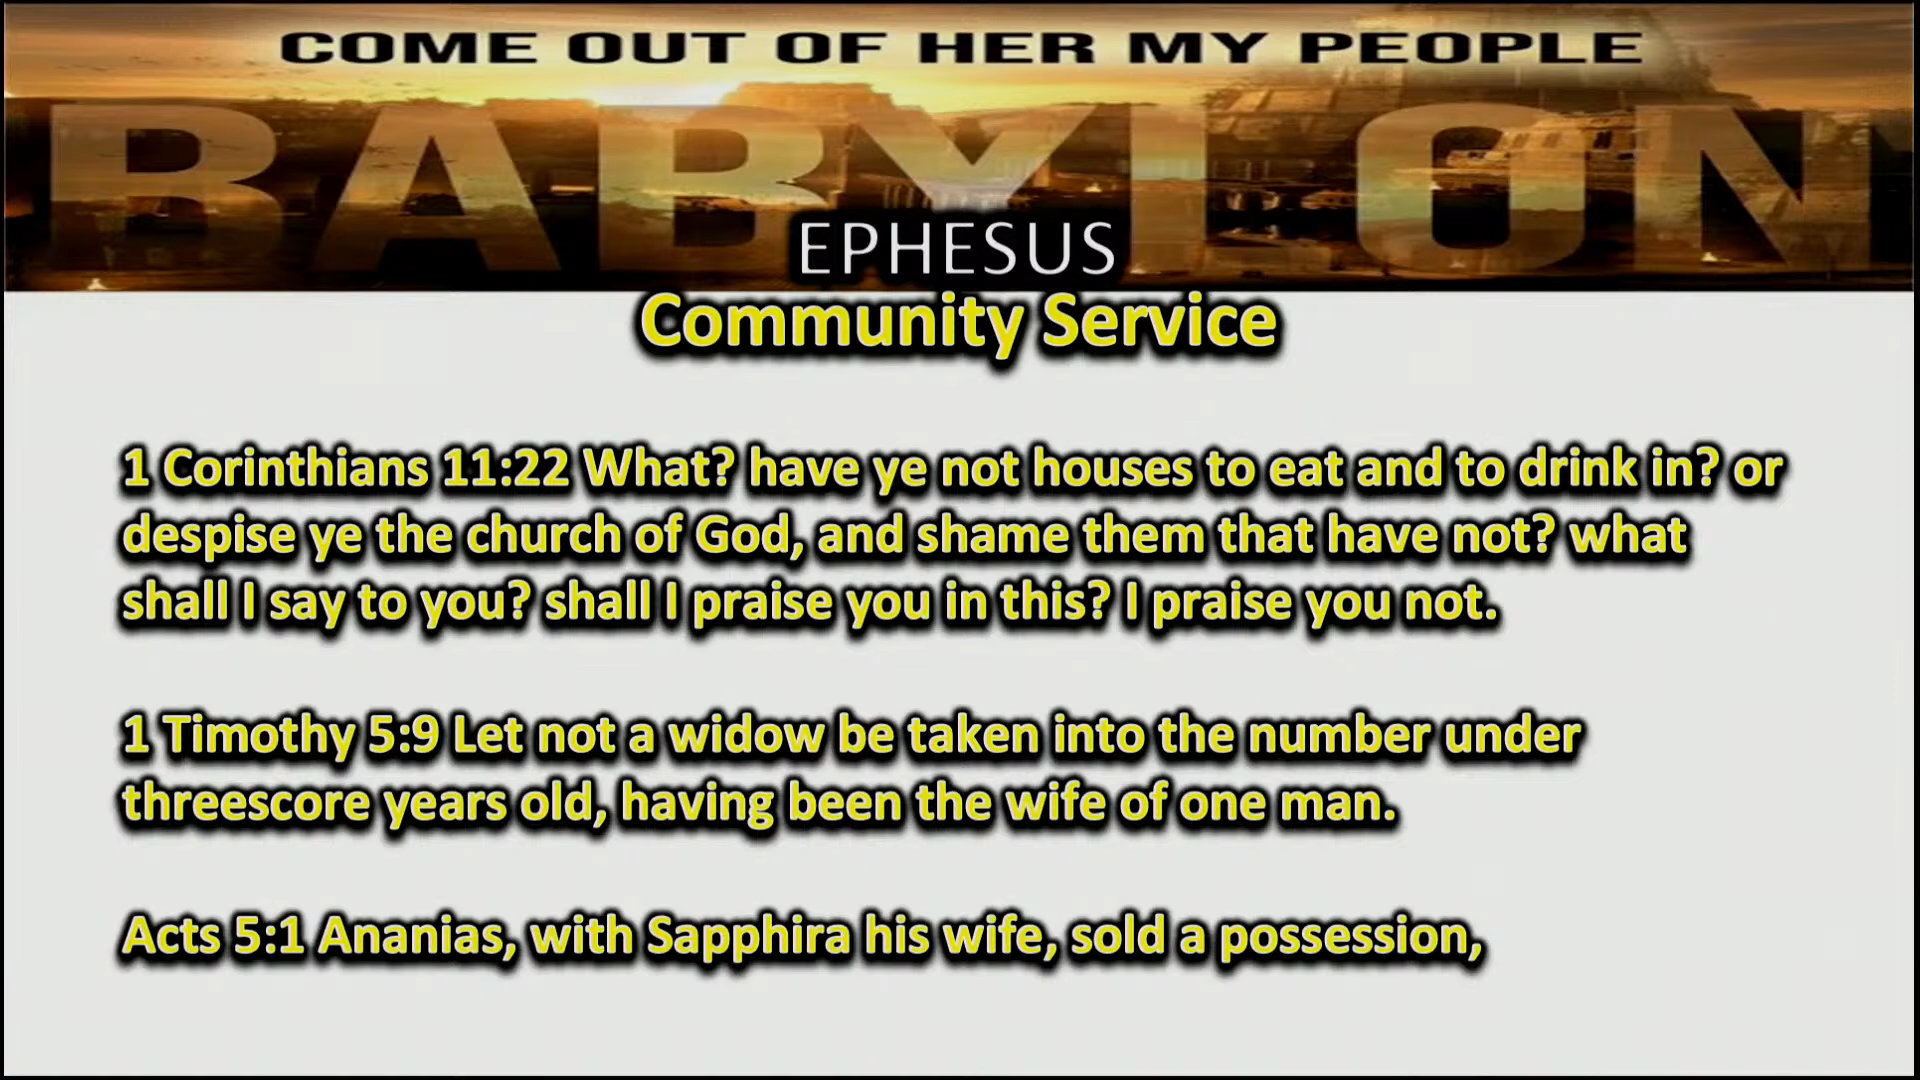 COME OUT OF HER MY PEOPLE
BABYLON
EPHESUS
Community Service
1 Corinthians 11:22 What? have ye not houses to eat and to drink in? or
despise ye the church of God, and shame them that have not? what
shall I say to you? shall I praise you in this? I praise you not.
1 Timothy 5:9 Let not a widow be taken into the number under
threescore years old, having been the wife of one man.
Acts 5:1 Ananias, with Sapphira his wife, sold a possession,